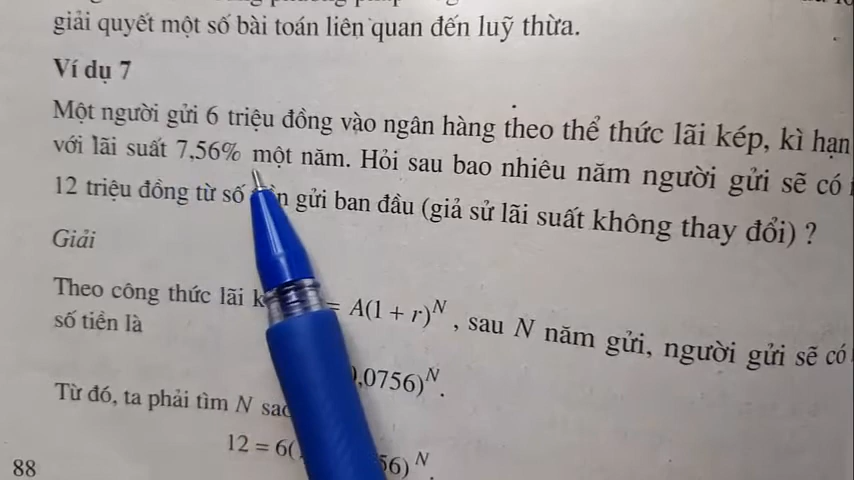 giải quyết một số bài toán liên quan đến luỹ thừa.
Ví dụ 7
Một người gửi 6 triệu đồng vào ngân hàng theo thể thức lãi kép, kì hạn
với lãi suất 7,56% một năm. Hỏi sau bao nhiêu năm người gửi sẽ có
12 triệu đồng từ số gửi ban đầu (giả sử lãi suất không thay đổi) ?
Giải
Theo công thức lãi = A(1 + r)^N , sau N năm gửi, người gửi sẽ có
số tiền là
,0756)^N.
Từ đó, ta phải tìm N
12 = 6( 56)^N.
88